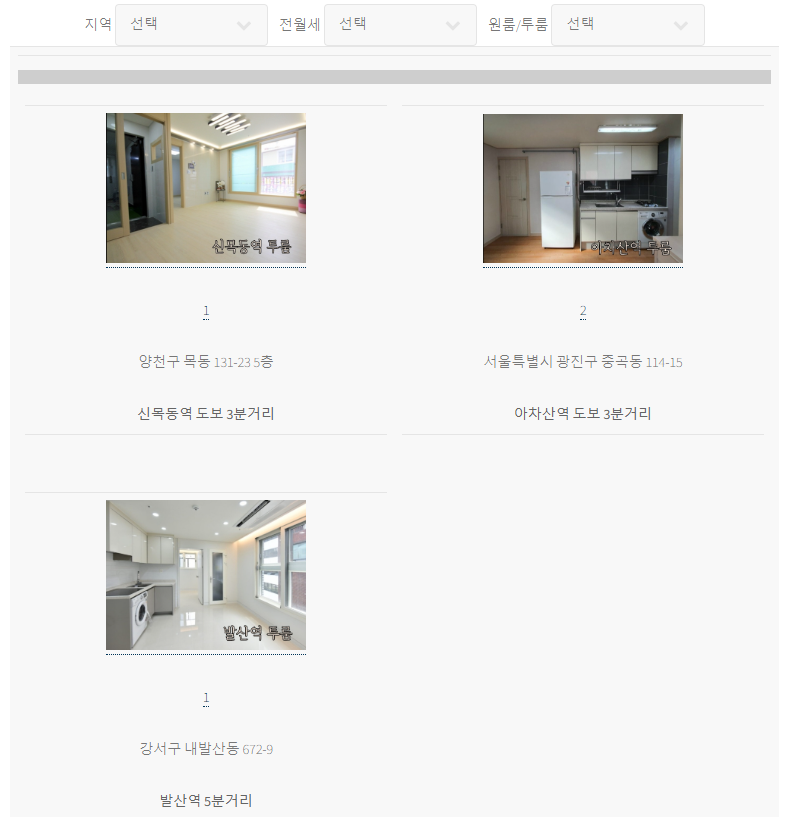 지역 선택 전월세 선택 원룸/투룸 선택
신목동역 투룸
아차산역 투룸
1
2
양천구 목동 131-23 5층
서울특별시 광진구 중곡동 114-15
신목동역 도보 3분거리
아차산역 도보 3분거리
발산역 투룸
1
강서구 내발산동 672-9
발산역 5분거리